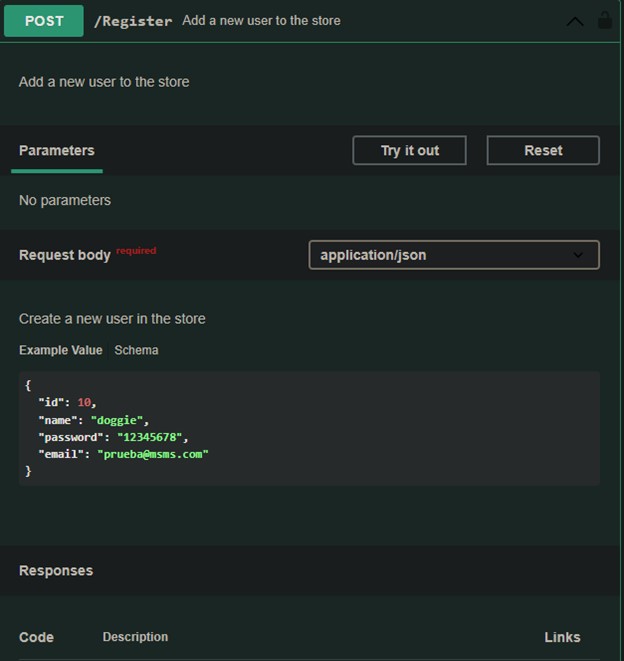 POST /Register Add a new user to the store
Add a new user to the store
Parameters Try it out Reset
No parameters
Request body required application/json
Create a new user in the store
Example Value Schema
{
"id": 10,
"name": "doggie",
"password": "12345678",
"email": "prueba@msms.com"
}
Responses
Code Description Links